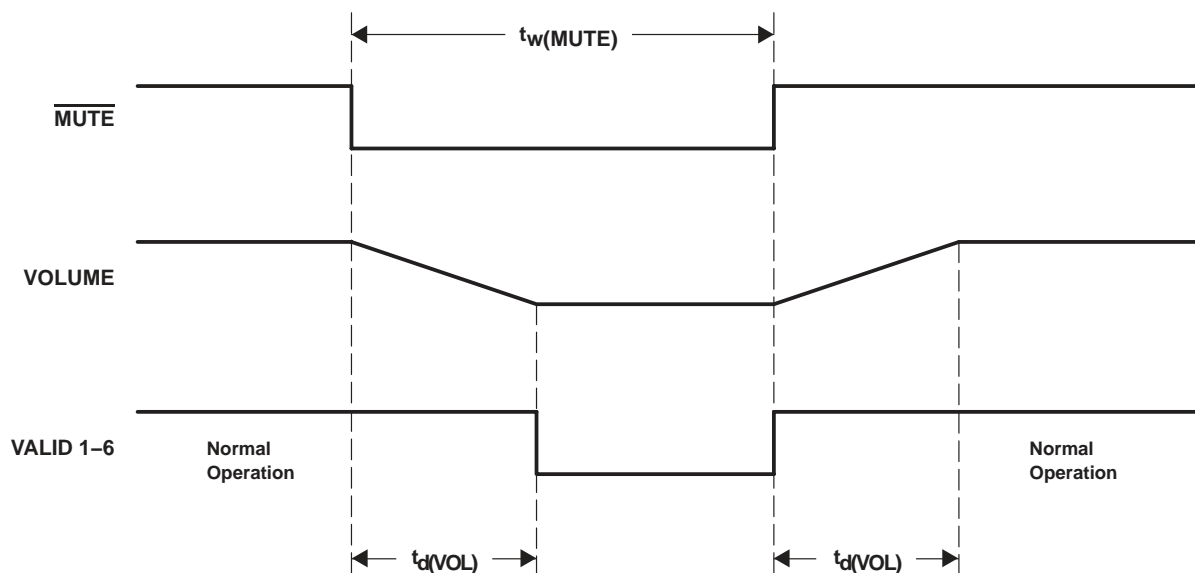 tw(MUTE)
MUTE
VOLUME
VALID 1–6
Normal
Operation
Normal
Operation
td(VOL)
td(VOL)